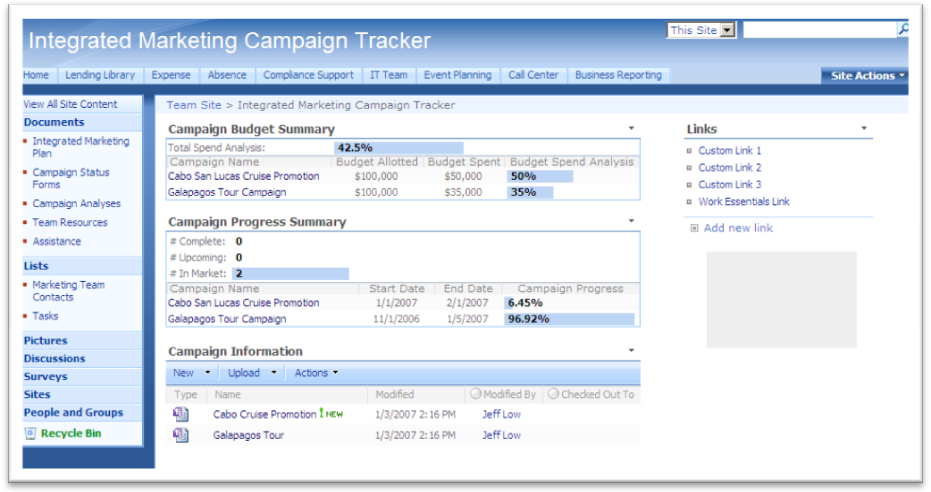 Integrated Marketing Campaign Tracker
This Site
Home Lending Library Expense Absence Compliance Support IT Team Event Planning Call Center Business Reporting Site Actions
View All Site Content
Documents
Integrated Marketing
Plan
Campaign Status
Forms
Campaign Analyses
Team Resources
Assistance
Lists
Marketing Team
Contacts
Tasks
Pictures
Discussions
Surveys
Sites
People and Groups
Recycle Bin
Team Site > Integrated Marketing Campaign Tracker
Campaign Budget Summary
Total Spend Analysis: 42.5%
Campaign Name Budget Allotted Budget Spent Budget Spend Analysis
Cabo San Lucas Cruise Promotion $100,000 $50,000 50%
Galapagos Tour Campaign $100,000 $35,000 35%
Campaign Progress Summary
# Complete: 0
# Upcoming: 0
# In Market: 2
Campaign Name Start Date End Date Campaign Progress
Cabo San Lucas Cruise Promotion 1/1/2007 2/1/2007 6.45%
Galapagos Tour Campaign 11/1/2006 1/5/2007 96.92%
Campaign Information
New Upload Actions
Type Name Modified Modified By Checked Out To
Cabo Cruise Promotion ! NEW 1/3/2007 2:16 PM Jeff Low
Galapagos Tour 1/3/2007 2:16 PM Jeff Low
Links
Custom Link 1
Custom Link 2
Custom Link 3
Work Essentials Link
Add new link